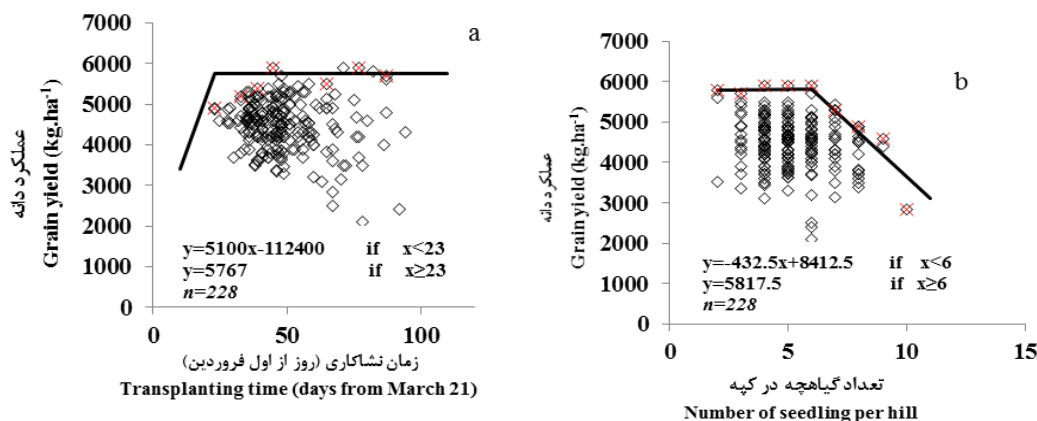 a
7000
6000
5000
4000
3000
2000
1000
0
عملکرد دانه
Grain yield (kg.ha-1)
y=5100x-112400 if x<23
y=5767 if x≥23
n=228
0 50 100
زمان نشاکاری (روز از اول فروردین)
Transplanting time (days from March 21)
b
7000
6000
5000
4000
3000
2000
1000
0
عملکرد دانه
Grain yield (kg.ha-1)
y=-432.5x+8412.5 if x<6
y=5817.5 if x≥6
n=228
0 5 10 15
تعداد گیاهچه در کپه
Number of seedling per hill